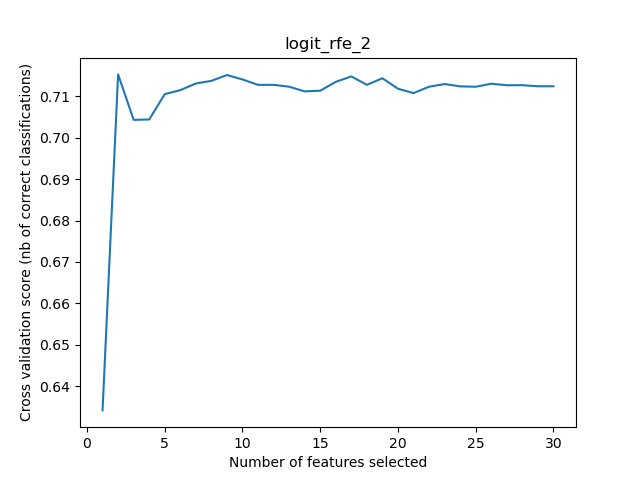 logit_rfe_2
Cross validation score (nb of correct classifications)
0.71
0.70
0.69
0.68
0.67
0.66
0.65
0.64
0 5 10 15 20 25 30
Number of features selected